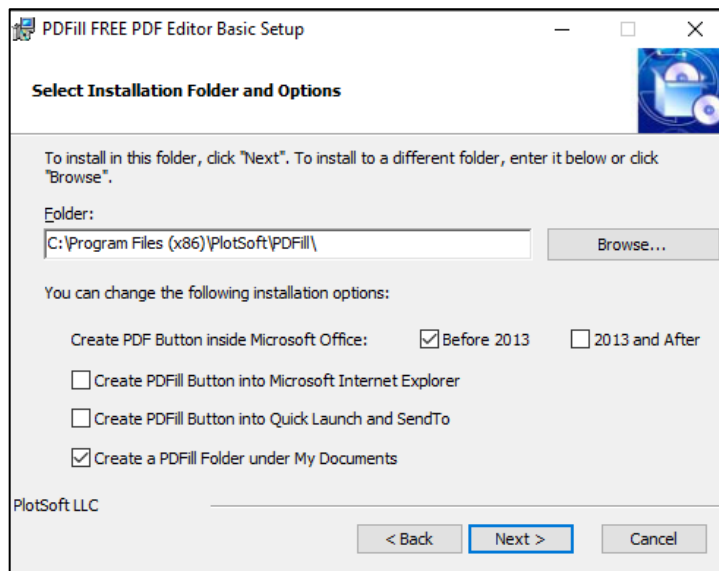 PDFill FREE PDF Editor Basic Setup
Select Installation Folder and Options
To install in this folder, click "Next". To install to a different folder, enter it below or click
"Browse".
Folder:
C:\Program Files (x86)\PlotSoft\PDFill\
Browse...
You can change the following installation options:
Create PDF Button inside Microsoft Office: Before 2013 2013 and After
Create PDFill Button into Microsoft Internet Explorer
Create PDFill Button into Quick Launch and SendTo
Create a PDFill Folder under My Documents
PlotSoft LLC
< Back Next > Cancel